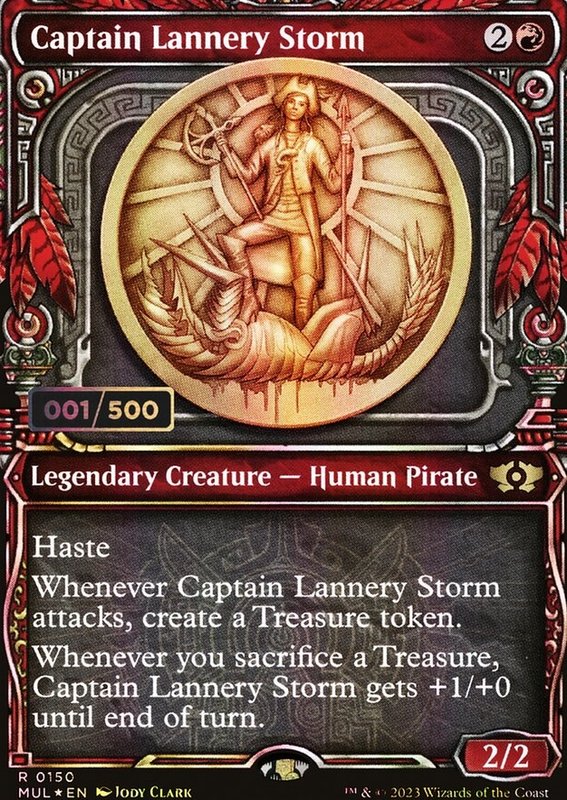 Captain Lannery Storm 2
001/500
Legendary Creature — Human Pirate
Haste
Whenever Captain Lannery Storm
attacks, create a Treasure token.
Whenever you sacrifice a Treasure,
Captain Lannery Storm gets +1/+0
until end of turn.
2/2
R 0150
MUL★EN Jody Clark
™ & © 2023 Wizards of the Coast